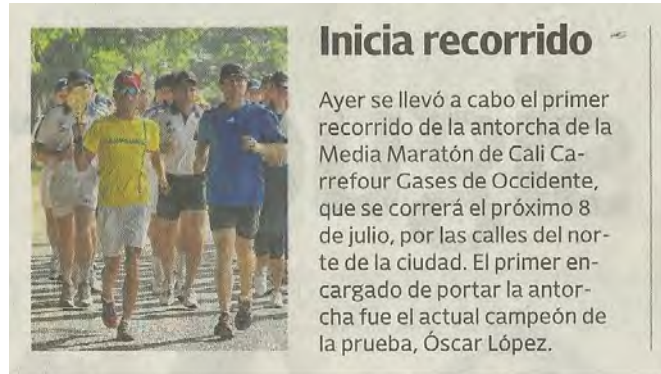 Inicia recorrido
Ayer se llevó a cabo el primer
recorrido de la antorcha de la
Media Maratón de Cali Ca-
rrefour Gases de Occidente,
que se correrá el próximo 8
de julio, por las calles del nor-
te de la ciudad. El primer en-
cargado de portar la antor-
cha fue el actual campeón de
la prueba, Óscar López.